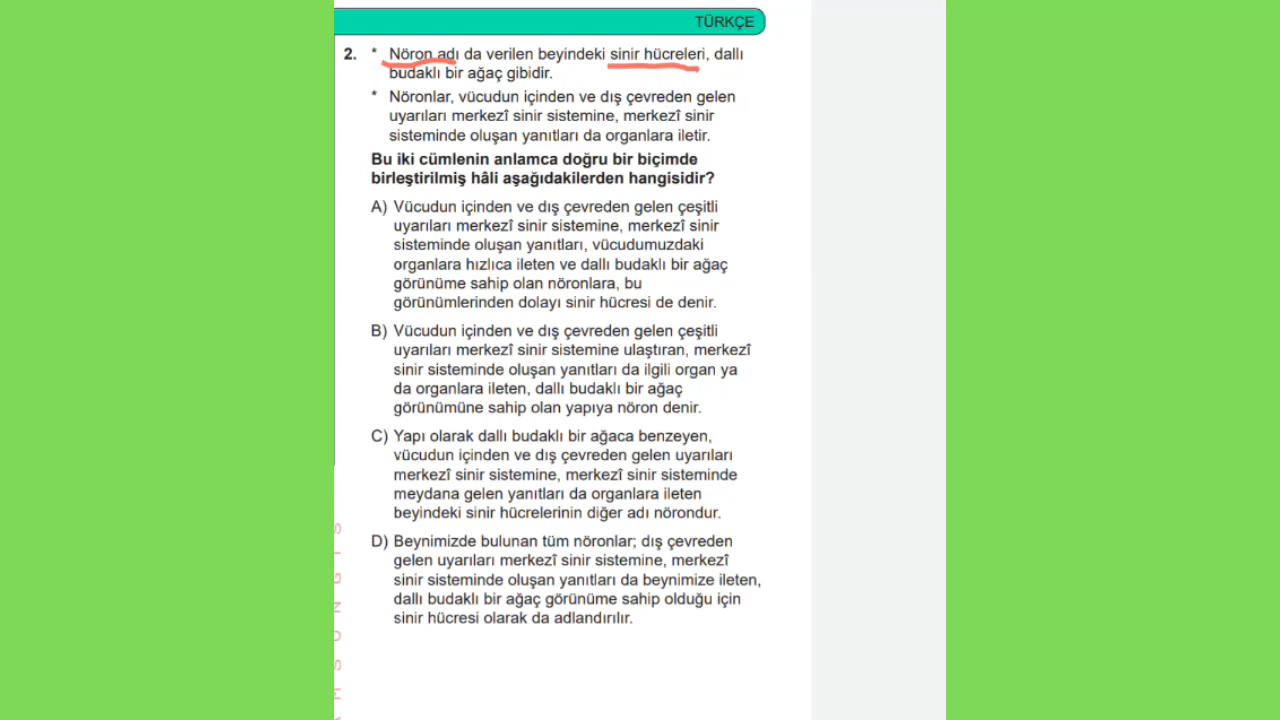 TÜRKÇE
2. * Nöron adı da verilen beyindeki sinir hücreleri, dallı
budaklı bir ağaç gibidir.
* Nöronlar, vücudun içinden ve dış çevreden gelen
uyarıları merkezî sinir sistemine, merkezî sinir
sisteminde oluşan yanıtları da organlara iletir.
Bu iki cümlenin anlamca doğru bir biçimde
birleştirilmiş hâli aşağıdakilerden hangisidir?
A) Vücudun içinden ve dış çevreden gelen çeşitli
uyarıları merkezî sinir sistemine, merkezî sinir
sisteminde oluşan yanıtları, vücudumuzdaki
organlara hızlıca ileten ve dallı budaklı bir ağaç
görünüme sahip olan nöronlara, bu
görünümlerinden dolayı sinir hücresi de denir.
B) Vücudun içinden ve dış çevreden gelen çeşitli
uyarıları merkezî sinir sistemine ulaştıran, merkezî
sinir sisteminde oluşan yanıtları da ilgili organ ya
da organlara ileten, dallı budaklı bir ağaç
görünümüne sahip olan yapıya nöron denir.
C) Yapı olarak dallı budaklı bir ağaca benzeyen,
vücudun içinden ve dış çevreden gelen uyarıları
merkezî sinir sistemine, merkezî sinir sisteminde
meydana gelen yanıtları da organlara ileten
beyindeki sinir hücrelerinin diğer adı nörondur.
D) Beynimizde bulunan tüm nöronlar; dış çevreden
gelen uyarıları merkezî sinir sistemine, merkezî
sinir sisteminde oluşan yanıtları da beynimize ileten,
dallı budaklı bir ağaç görünüme sahip olduğu için
sinir hücresi olarak da adlandırılır.